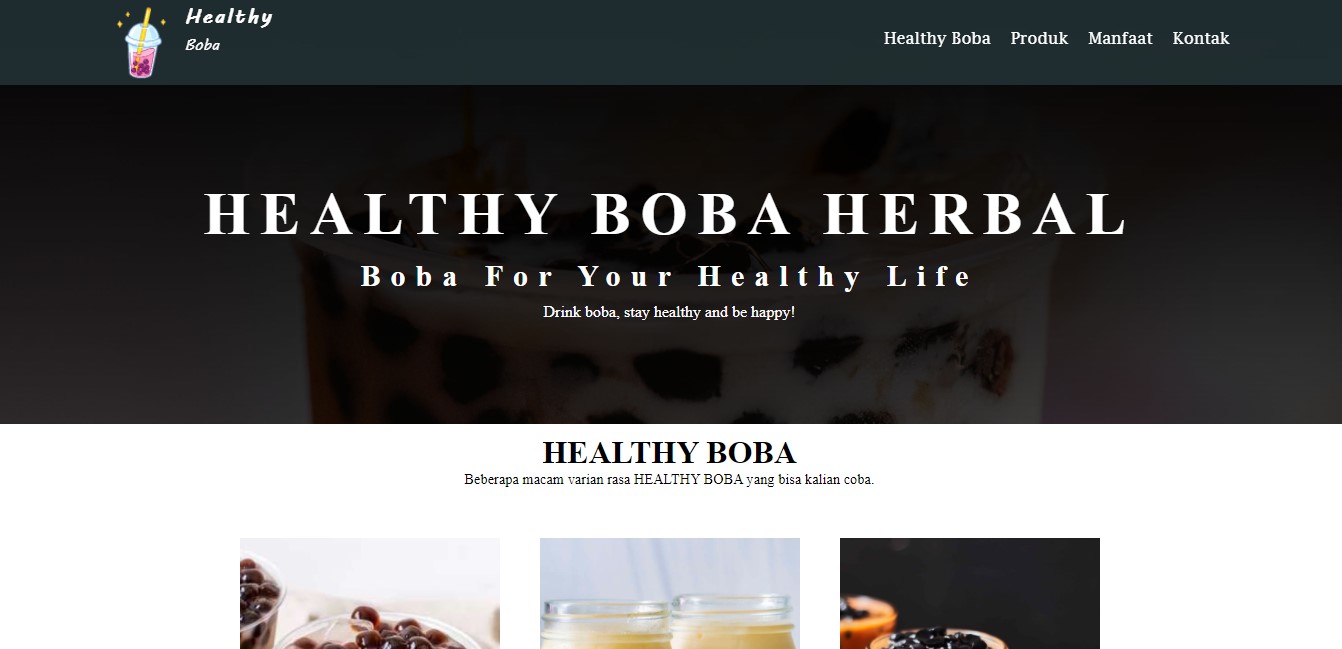 Healthy
Boba
Healthy Boba Produk Manfaat Kontak
HEALTHY BOBA HERBAL
Boba For Your Healthy Life
Drink boba, stay healthy and be happy!
HEALTHY BOBA
Beberapa macam varian rasa HEALTHY BOBA yang bisa kalian coba.